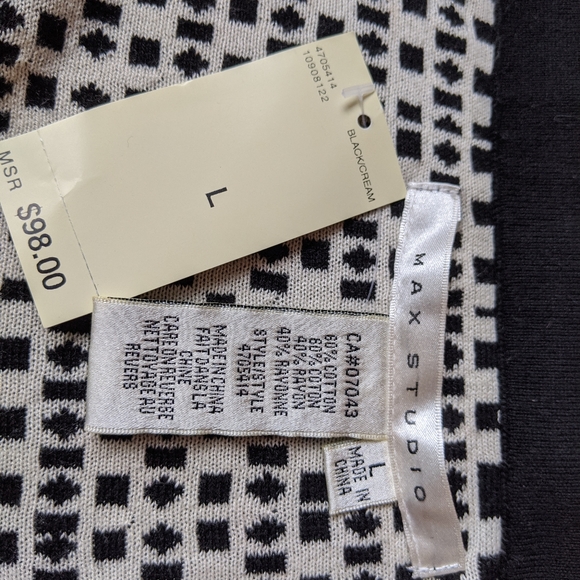 4705414
10908122
BLACK/CREAM
L
MSR $98.00
MAX STUDIO
CA#07043
60% COTTON
60% COTON
40% RAYON
40% RAYONNE
STYLE/STYLE
4705414
MADE IN CHINA
FAIT DANS LA
CHINE
CARE ON REVERSE
NETTOYAGE AU
REVERS
L
MADE IN
CHINA